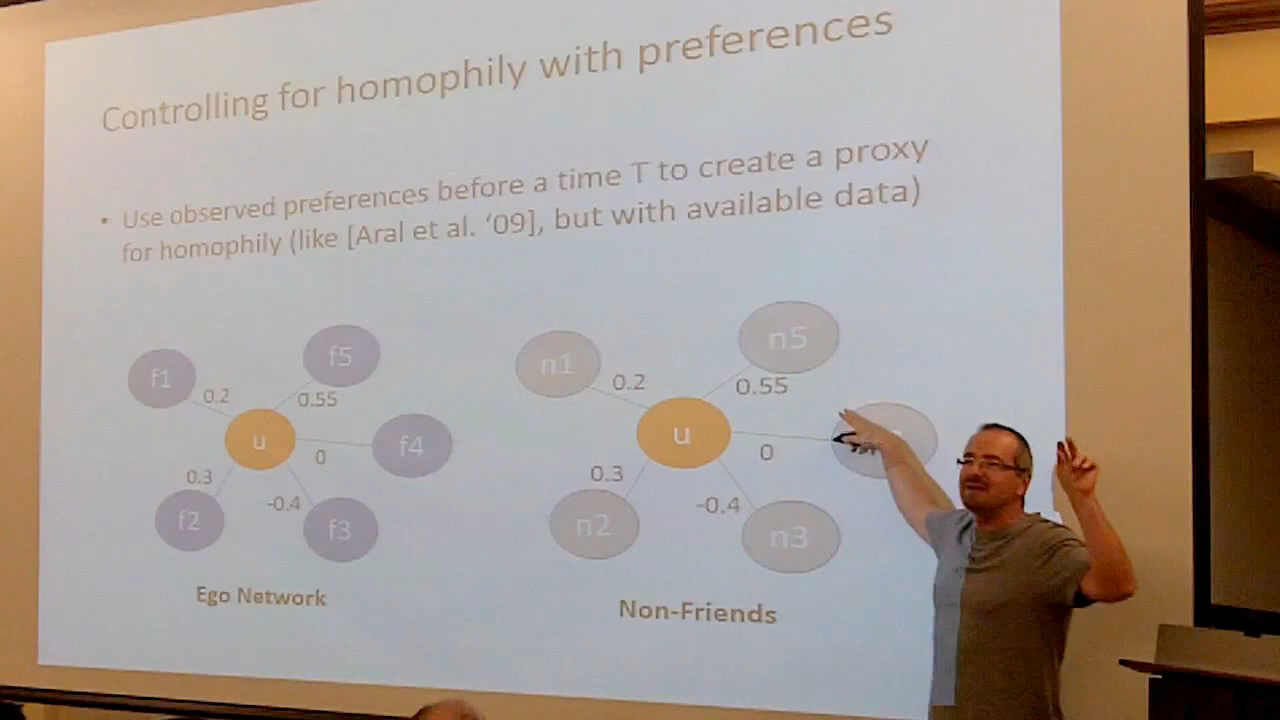 Controlling for homophily with preferences
• Use observed preferences before a time T to create a proxy
for homophily (like [Aral et al. ‘09], but with available data)
f1
f5
0.2
0.55
u
f4
0
0.3
-0.4
f2
f3
Ego Network
n1
n5
0.2
0.55
u
0
0.3
-0.4
n2
n3
Non-Friends